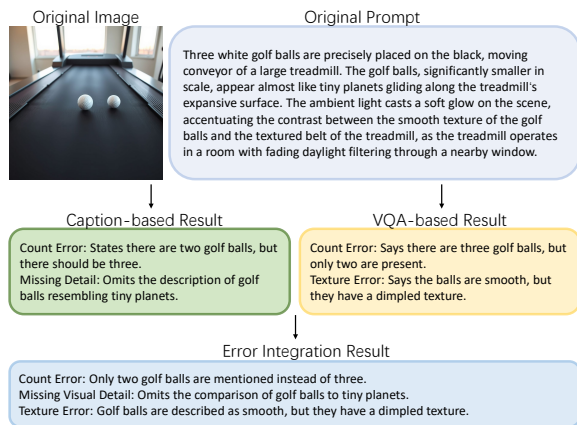 Original Image
Original Prompt
Three white golf balls are precisely placed on the black, moving
conveyor of a large treadmill. The golf balls, significantly smaller in
scale, appear almost like tiny planets gliding along the treadmill's
expansive surface. The ambient light casts a soft glow on the scene,
accentuating the contrast between the smooth texture of the golf
balls and the textured belt of the treadmill, as the treadmill operates
in a room with fading daylight filtering through a nearby window.
Caption-based Result
Count Error: States there are two golf balls, but
there should be three.
Missing Detail: Omits the description of golf
balls resembling tiny planets.
VQA-based Result
Count Error: Says there are three golf balls, but
only two are present.
Texture Error: Says the balls are smooth, but
they have a dimpled texture.
Error Integration Result
Count Error: Only two golf balls are mentioned instead of three.
Missing Visual Detail: Omits the comparison of golf balls to tiny planets.
Texture Error: Golf balls are described as smooth, but they have a dimpled texture.